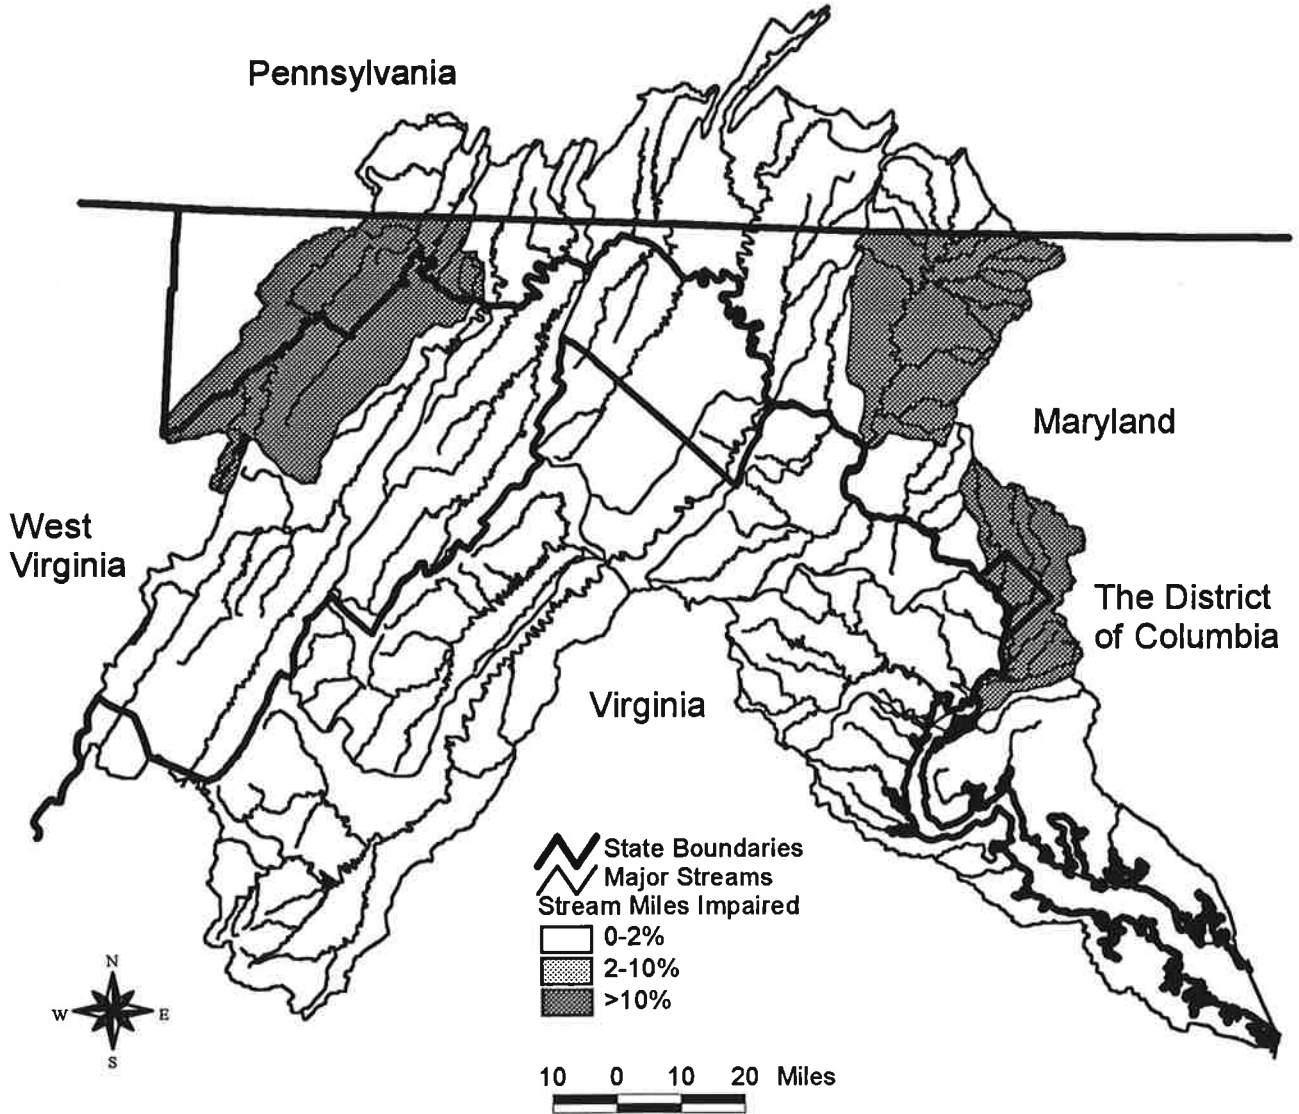 Pennsylvania
Maryland
West
Virginia
The District
of Columbia
Virginia
State Boundaries
Major Streams
Stream Miles Impaired
0-2%
2-10%
>10%
N
W E
S
10 0 10 20 Miles